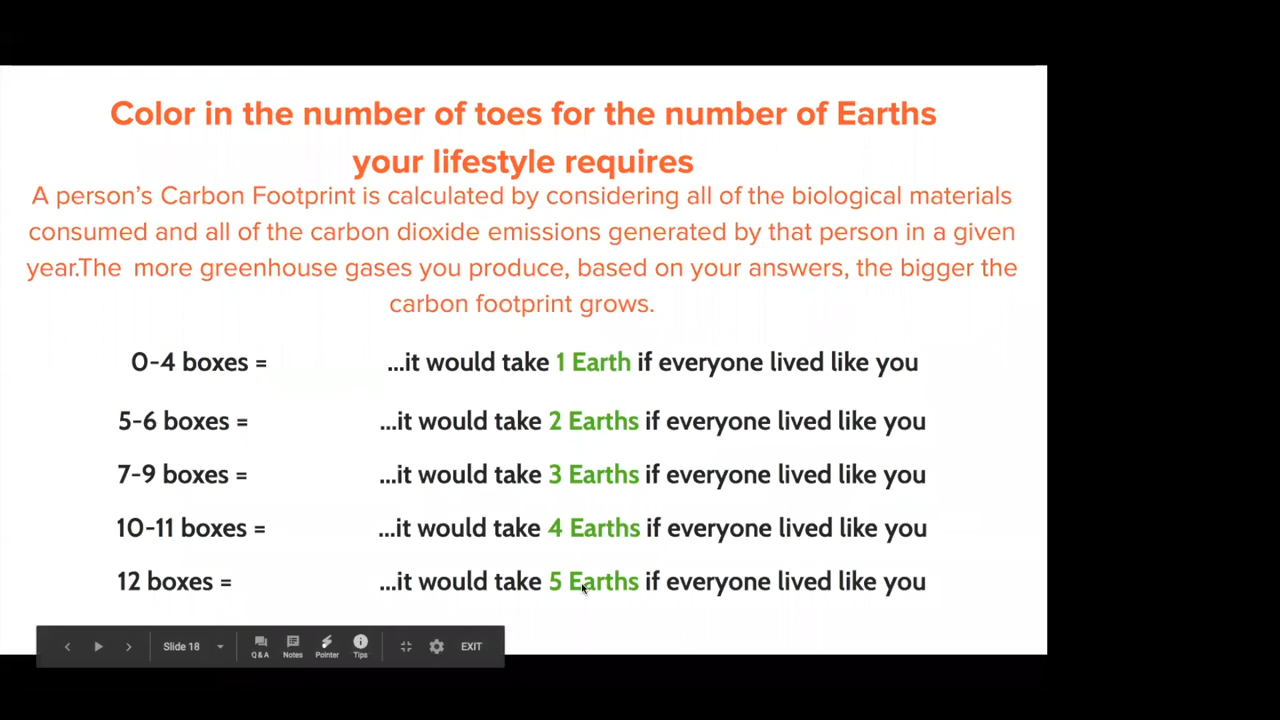 Color in the number of toes for the number of Earths
your lifestyle requires
A person's Carbon Footprint is calculated by considering all of the biological materials
consumed and all of the carbon dioxide emissions generated by that person in a given
year.The more greenhouse gases you produce, based on your answers, the bigger the
carbon footprint grows.
0-4 boxes = ...it would take 1 Earth if everyone lived like you
5-6 boxes = ...it would take 2 Earths if everyone lived like you
7-9 boxes = ...it would take 3 Earths if everyone lived like you
10-11 boxes = ...it would take 4 Earths if everyone lived like you
12 boxes = ...it would take 5 Earths if everyone lived like you
Slide 18 Q&A Notes Pointer Tips EXIT